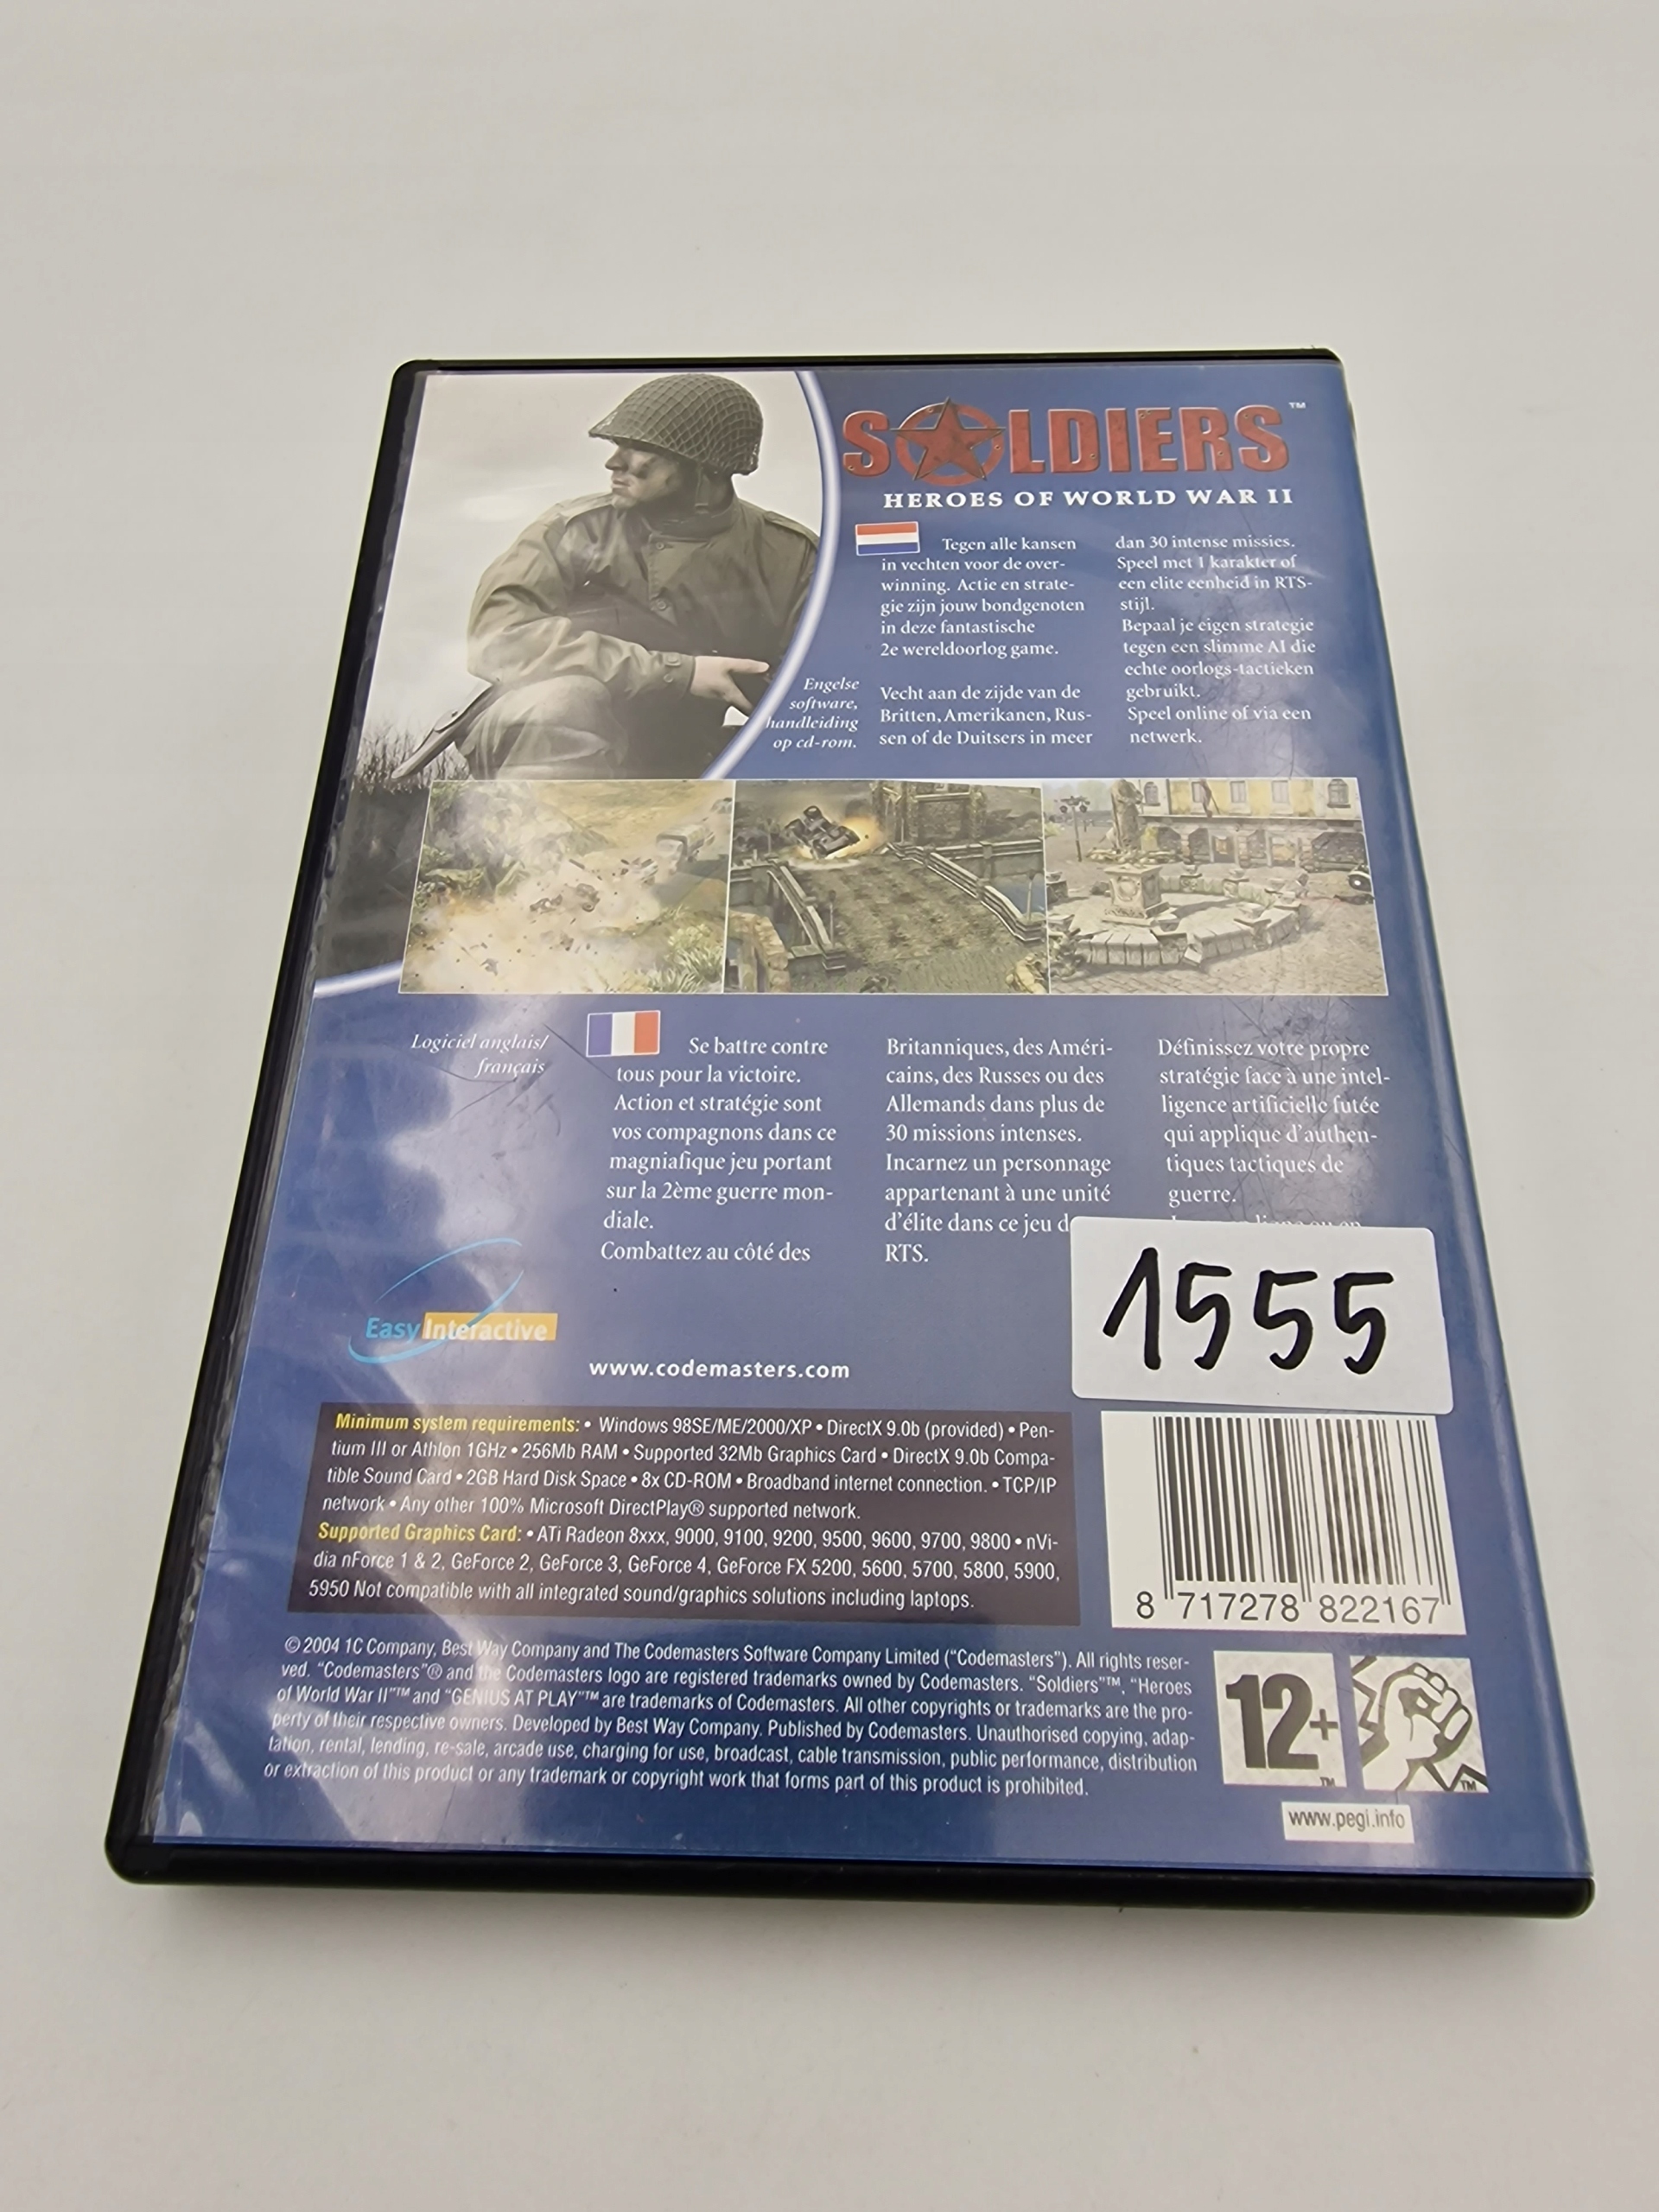 SOLDIERS™
HEROES OF WORLD WAR II
Tegen alle kansen
in vechten voor de over-
winning. Actie en strate-
gie zijn jouw bondgenoten
in deze fantastische
2e wereldoorlog game.
Vecht aan de zijde van de
Britten, Amerikanen, Rus-
sen of de Duitsers in meer
dan 30 intense missies.
Speel met 1 karakter of
een elite eenheid in RTS-
stijl.
Bepaal je eigen strategie
tegen een slimme AI die
echte oorlogs-tactieken
gebruikt.
Speel online of via een
netwerk.
Engelse
software,
handleiding
op cd-rom.
Logiciel anglais/
français
Se battre contre
tous pour la victoire.
Action et stratégie sont
vos compagnons dans ce
magniafique jeu portant
sur la 2ème guerre mon-
diale.
Combattez au côté des
Britanniques, des Améri-
cains, des Russes ou des
Allemands dans plus de
30 missions intenses.
Incarnez un personnage
appartenant à une unité
d'élite dans ce jeu
RTS.
Définissez votre propre
stratégie face à une intel-
ligence artificielle futée
qui applique d'authen-
tiques tactiques de
guerre.
1555
Easy Interactive
www.codemasters.com
Minimum system requirements: • Windows 98SE/ME/2000/XP • DirectX 9.0b (provided) • Pen-
tium III or Athlon 1GHz • 256Mb RAM • Supported 32Mb Graphics Card • DirectX 9.0b Compa-
tible Sound Card • 2GB Hard Disk Space • 8x CD-ROM • Broadband internet connection. • TCP/IP
network • Any other 100% Microsoft DirectPlay® supported network.
Supported Graphics Card: • ATi Radeon 8xxx, 9000, 9100, 9200, 9500, 9600, 9700, 9800 • nVi-
dia nForce 1 & 2, GeForce 2, GeForce 3, GeForce 4, GeForce FX 5200, 5600, 5700, 5800, 5900,
5950 Not compatible with all integrated sound/graphics solutions including laptops.
8 717278 822167
© 2004 1C Company, Best Way Company and The Codemasters Software Company Limited ("Codemasters"). All rights reser-
ved. "Codemasters"® and the Codemasters logo are registered trademarks owned by Codemasters. "Soldiers"™, "Heroes
of World War II"™ and "GENIUS AT PLAY"™ are trademarks of Codemasters. All other copyrights or trademarks are the pro-
perty of their respective owners. Developed by Best Way Company. Published by Codemasters. Unauthorised copying, adap-
tation, rental, lending, re-sale, arcade use, charging for use, broadcast, cable transmission, public performance, distribution
or extraction of this product or any trademark or copyright work that forms part of this product is prohibited.
12+
TM
TM
www.pegi.info